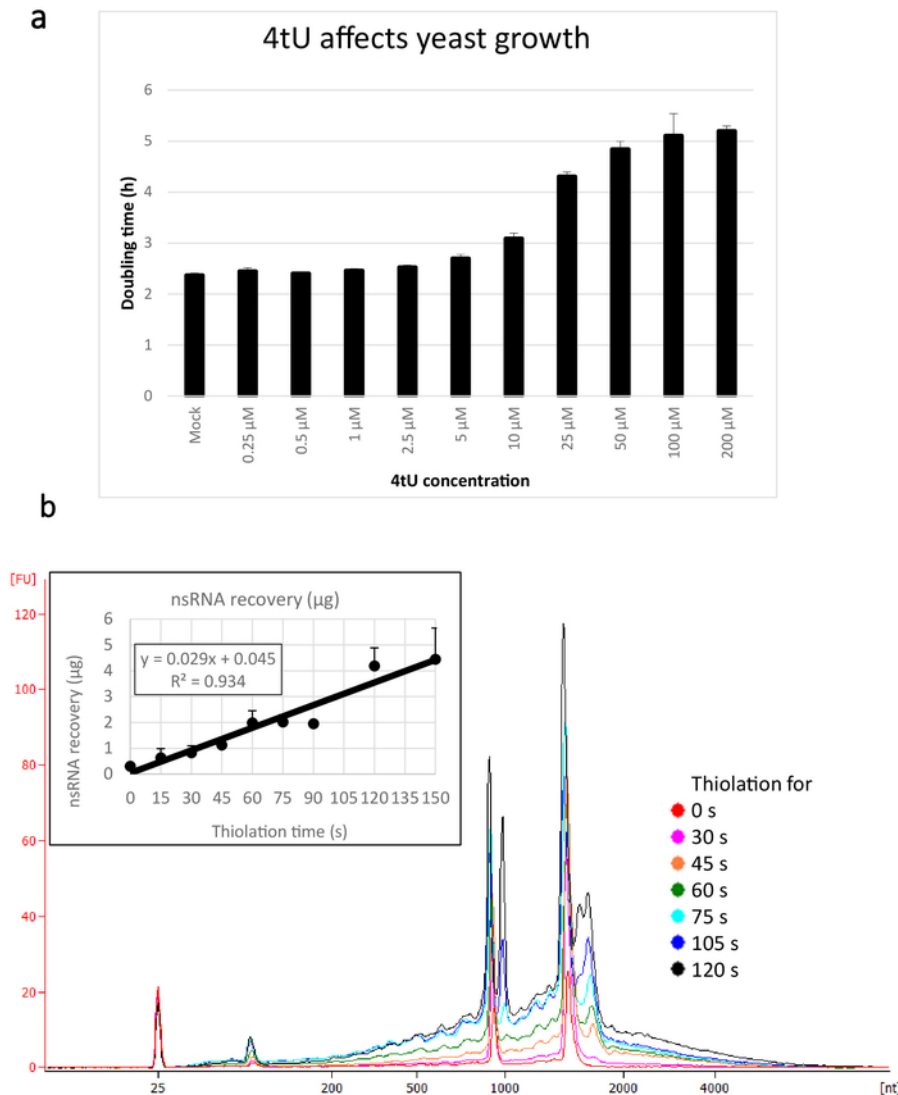 a
4tU affects yeast growth
6
5
4
3
2
1
0
Doubling time (h)
Mock
0.25 µM
0.5 µM
1 µM
2.5 µM
5 µM
10 µM
25 µM
50 µM
100 µM
200 µM
4tU concentration
b
[FU]
120
100
80
60
40
20
0
25
200
500
1000
2000
4000
[nt]
nsRNA recovery (µg)
nsRNA recovery (µg)
6
5
4
3
2
1
0
y = 0.029x + 0.045
R² = 0.934
0 15 30 45 60 75 90 105 120 135 150
Thiolation time (s)
Thiolation for
0 s
30 s
45 s
60 s
75 s
105 s
120 s